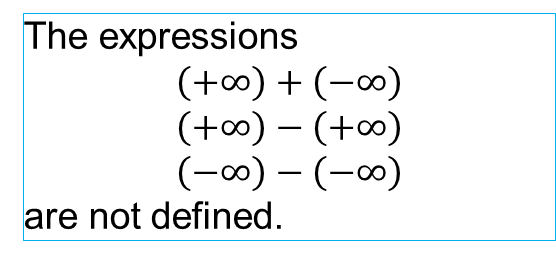 The expressions
(+∞) + (−∞)
(+∞) − (+∞)
(−∞) − (−∞)
are not defined.